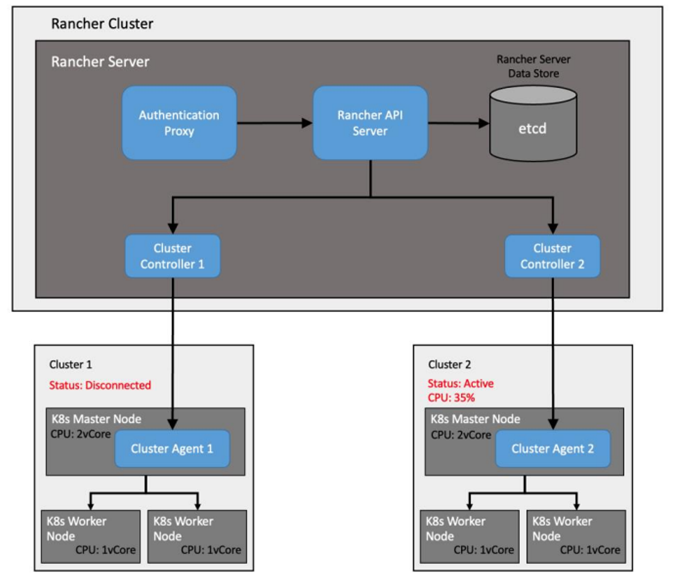 Rancher Cluster
Rancher Server
Rancher Server
Data Store
Authentication
Proxy
Rancher API
Server
etcd
Cluster
Controller 1
Cluster
Controller 2
Cluster 1
Status: Disconnected
K8s Master Node
CPU: 2vCore
Cluster Agent 1
K8s Worker
Node
CPU: 1vCore
K8s Worker
Node
CPU: 1vCore
Cluster 2
Status: Active
CPU: 35%
K8s Master Node
CPU: 2vCore
Cluster Agent 2
K8s Worker
Node
CPU: 1vCore
K8s Worker
Node
CPU: 1vCore